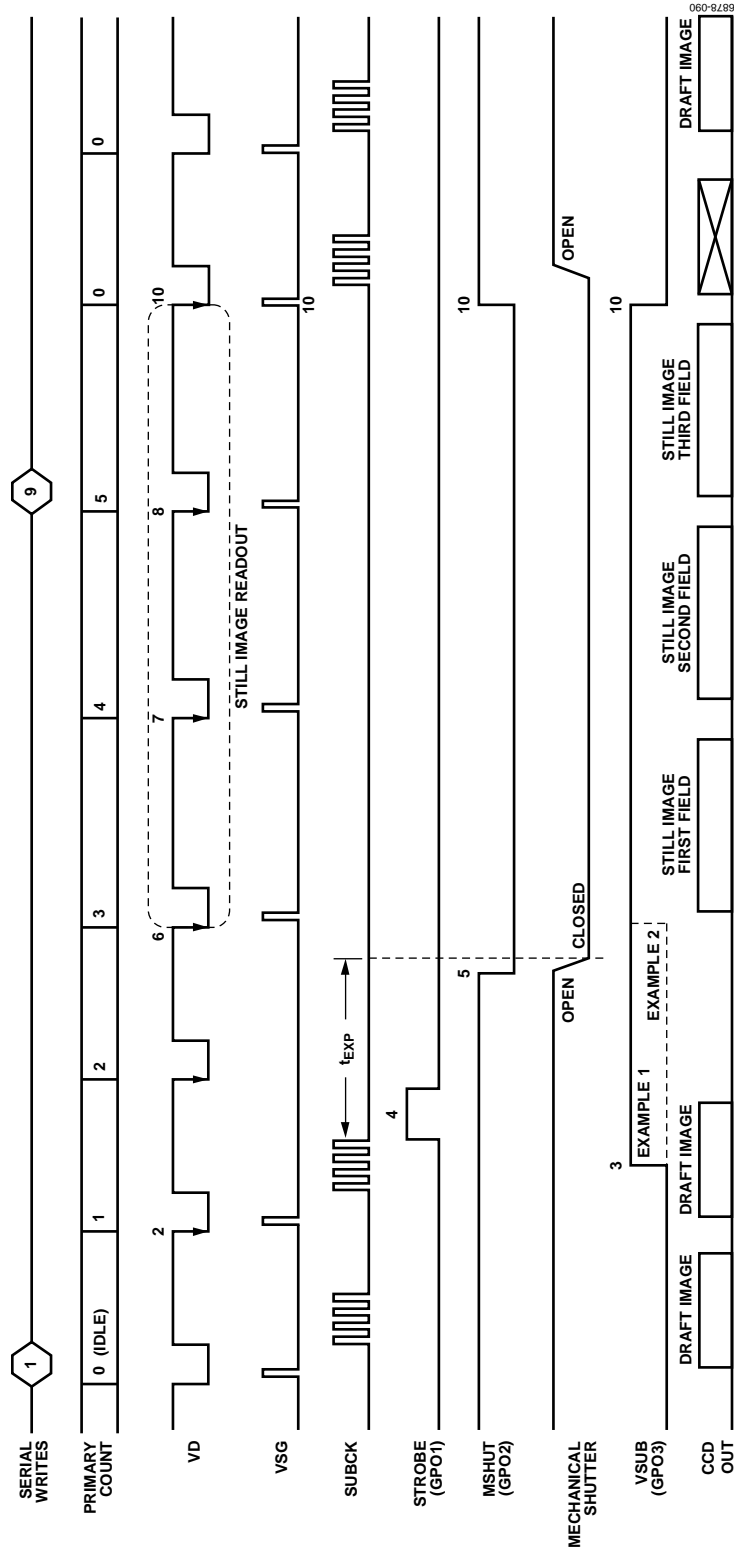 SERIAL
WRITES
1
9
PRIMARY
COUNT
0 (IDLE)
1
2
3
4
5
0
0
VD
2
6
7
8
10
STILL IMAGE READOUT
VSG
10
SUBCK
tEXP
STROBE
(GPO1)
4
MSHUT
(GPO2)
5
10
MECHANICAL
SHUTTER
OPEN
CLOSED
OPEN
VSUB
(GPO3)
3
EXAMPLE 1
EXAMPLE 2
10
CCD
OUT
DRAFT IMAGE
DRAFT IMAGE
STILL IMAGE
FIRST FIELD
STILL IMAGE
SECOND FIELD
STILL IMAGE
THIRD FIELD
DRAFT IMAGE
6878-090